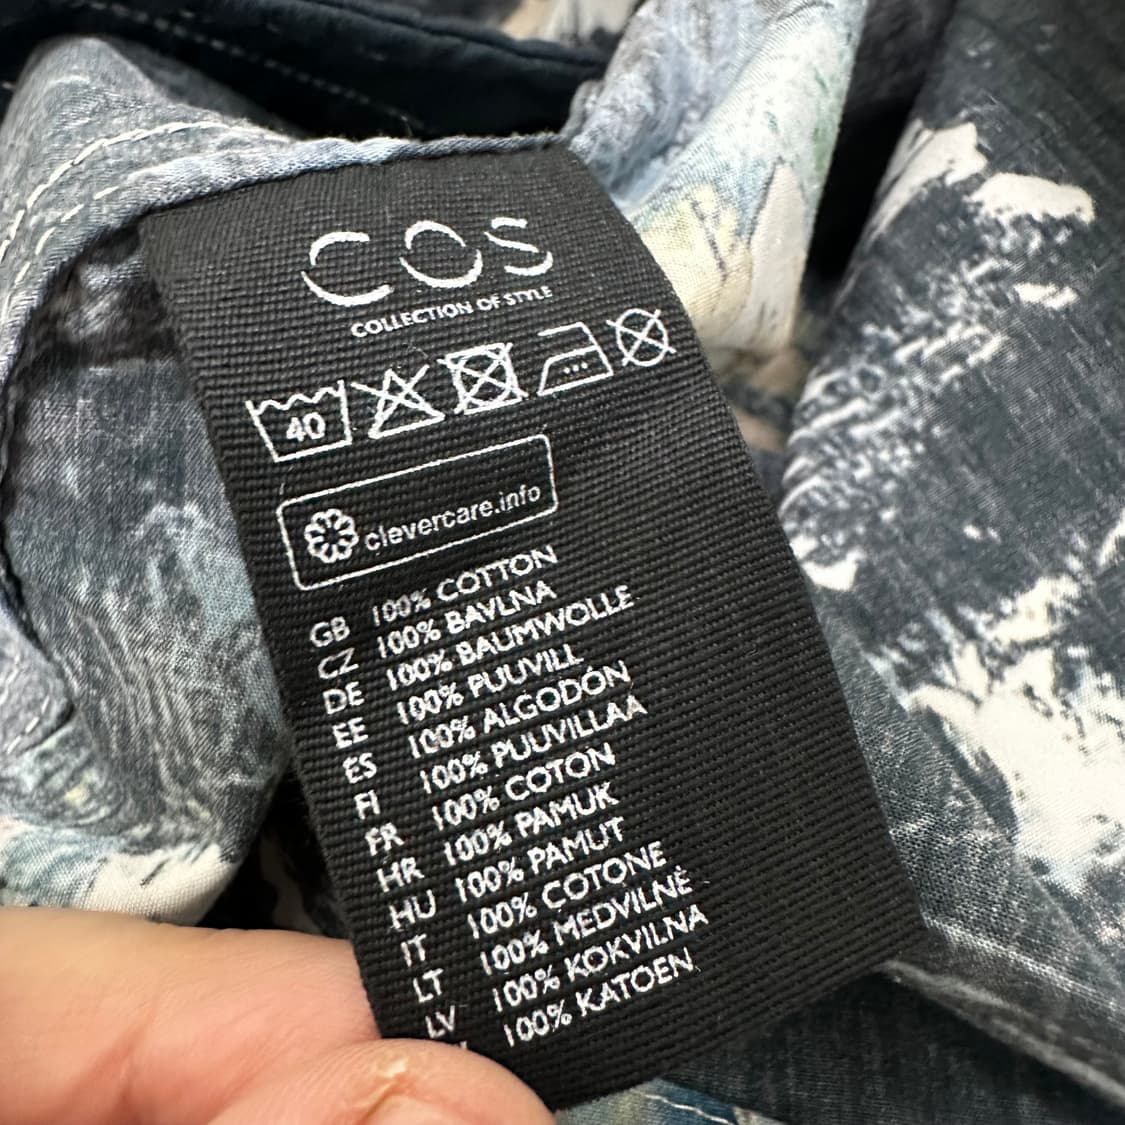 COS
COLLECTION OF STYLE
40
clevercare.info
GB 100% COTTON
CZ 100% BAVLNA
DE 100% BAUMWOLLE
EE 100% PUUVILL
ES 100% ALGODÓN
FI 100% PUUVILLAA
FR 100% COTON
HR 100% PAMUK
HU 100% PAMUT
IT 100% COTONE
LT 100% MEDVILNĖ
LV 100% KOKVILNA
100% KATOEN